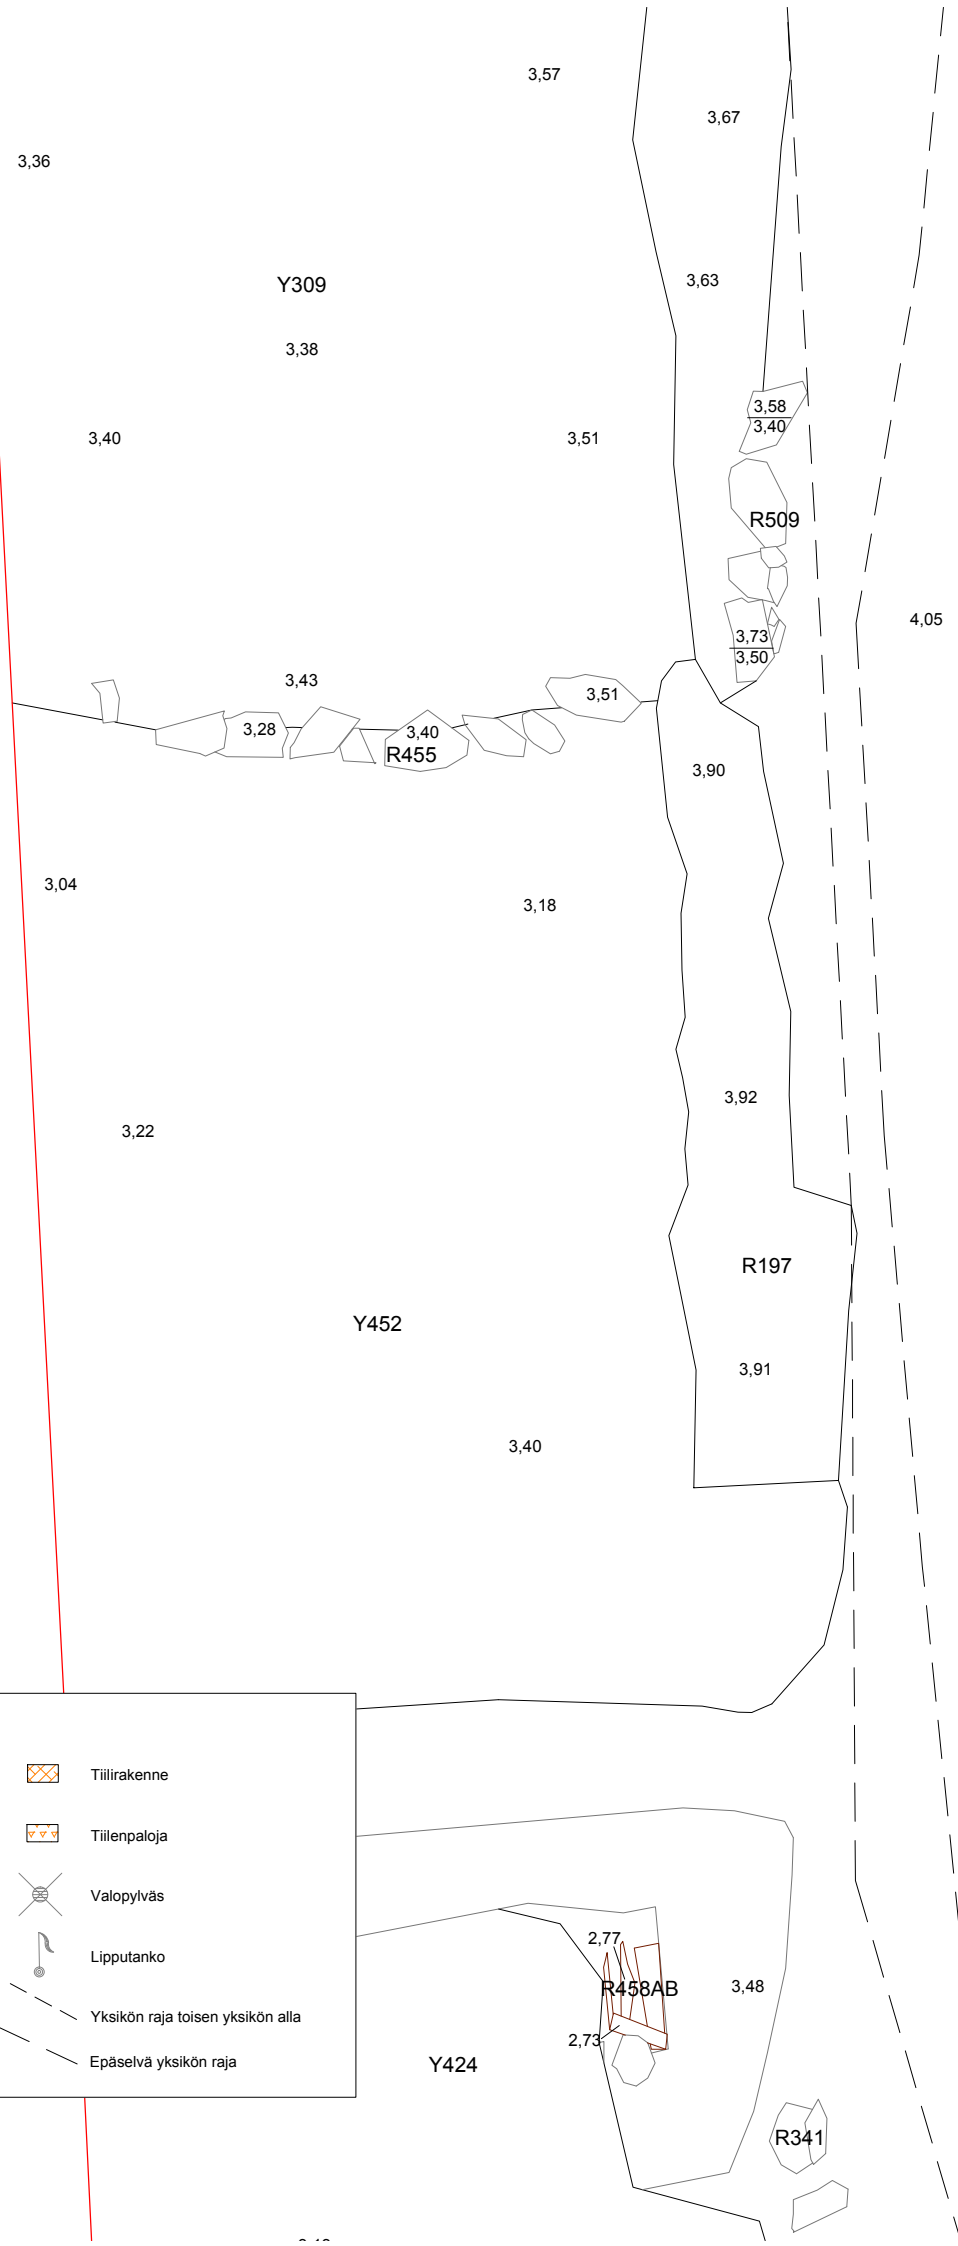 3,57
3,67
3,36
3,63
Y309
3,38
3,58
3,40
3,40
3,51
R509
4,05
3,73
3,50
3,43
3,51
3,28
3,40
R455
3,90
3,04
3,18
3,92
3,22
R197
Y452
3,91
3,40
Tiilirakenne
Tiilenpaloja
Valopylväs
Lipputanko
Yksikön raja toisen yksikön alla
Epäselvä yksikön raja
2,77
R458AB
3,48
2,73
Y424
R341